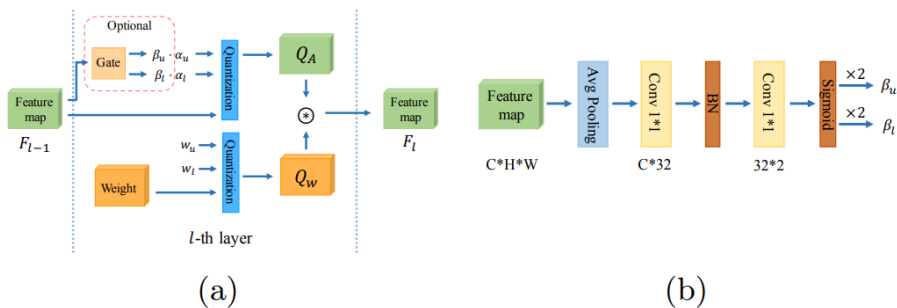 Optional
Gate
β_u · α_u
β_l · α_l
Quantization
Q_A
Feature map
F_{l-1}
w_u
w_l
Quantization
Weight
Q_w
*
Feature map
F_l
l-th layer
(a)
Feature map
C*H*W
Avg Pooling
Conv 1*1
C*32
BN
Conv 1*1
32*2
Sigmoid
×2
β_u
×2
β_l
(b)